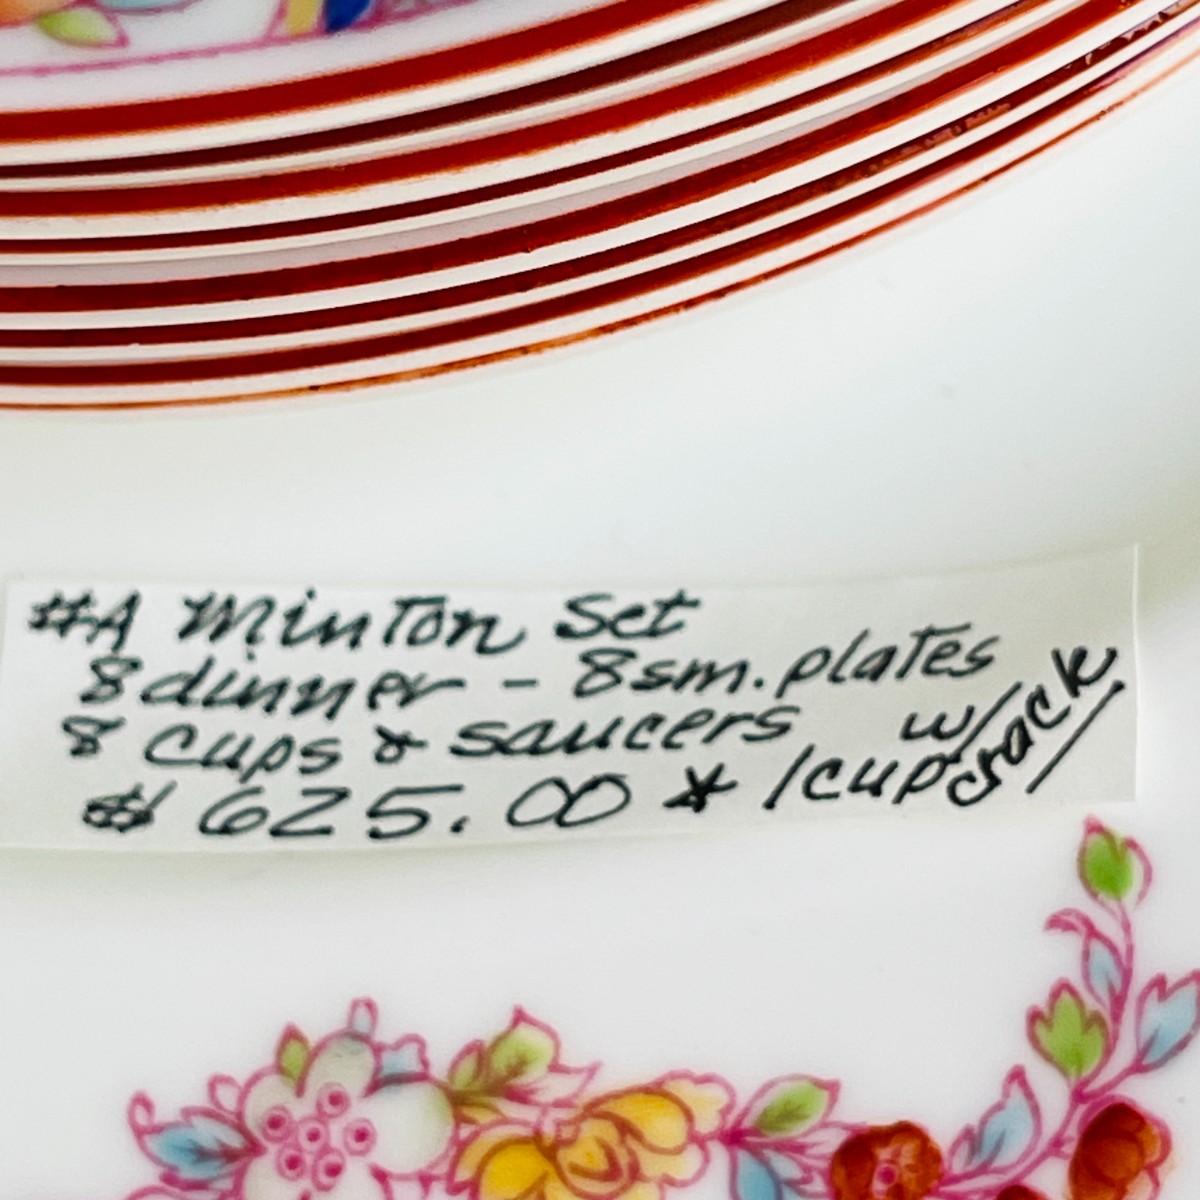 #A Minton Set
8 dinner - 8 sm. plates
8 cups & saucers
$625.00 * 1 cup w/ crack